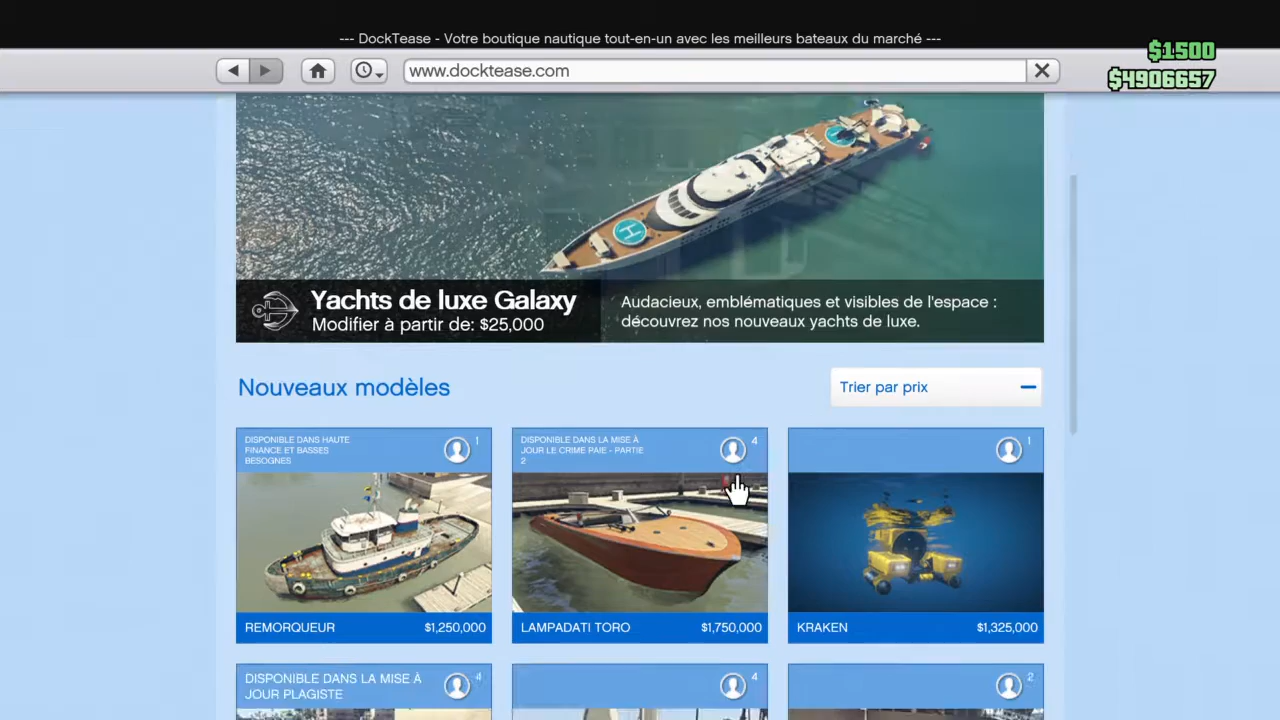 --- DockTease - Votre boutique nautique tout-en-un avec les meilleurs bateaux du marché ---
$1500
www.docktease.com
$4906657
Yachts de luxe Galaxy
Modifier à partir de: $25,000
Audacieux, emblématiques et visibles de l'espace :
découvrez nos nouveaux yachts de luxe.
Nouveaux modèles
Trier par prix
DISPONIBLE DANS HAUTE
FINANCE ET BASSES
BESOGNES
1
DISPONIBLE DANS LA MISE À
JOUR LE CRIME PAIE - PARTIE
2
4
1
H
REMORQUEUR $1,250,000
LAMPADATI TORO $1,750,000
KRAKEN $1,325,000
DISPONIBLE DANS LA MISE À
JOUR PLAGISTE
4
4
2